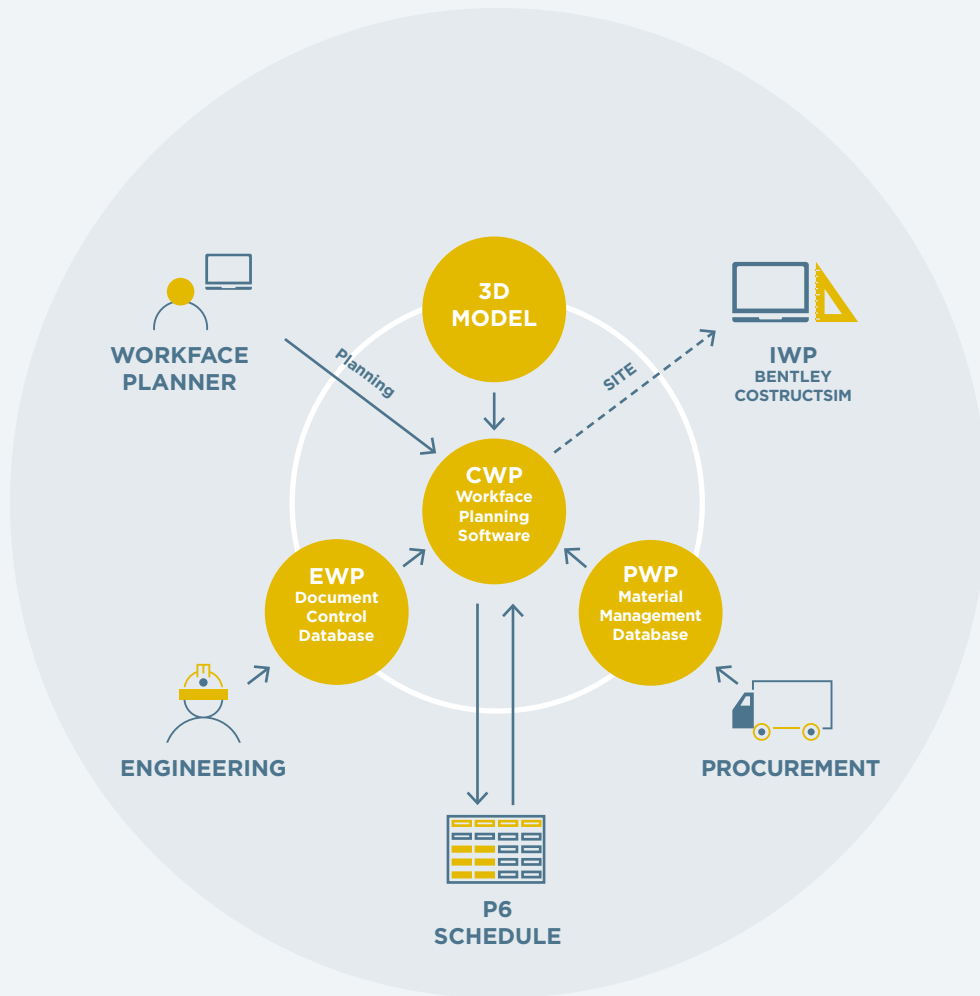 3D
MODEL
WORKFACE
PLANNER
Planning
SITE
IWP
BENTLEY
COSTRUCTSIM
CWP
Workface
Planning
Software
EWP
Document
Control
Database
PWP
Material
Management
Database
ENGINEERING
PROCUREMENT
P6
SCHEDULE